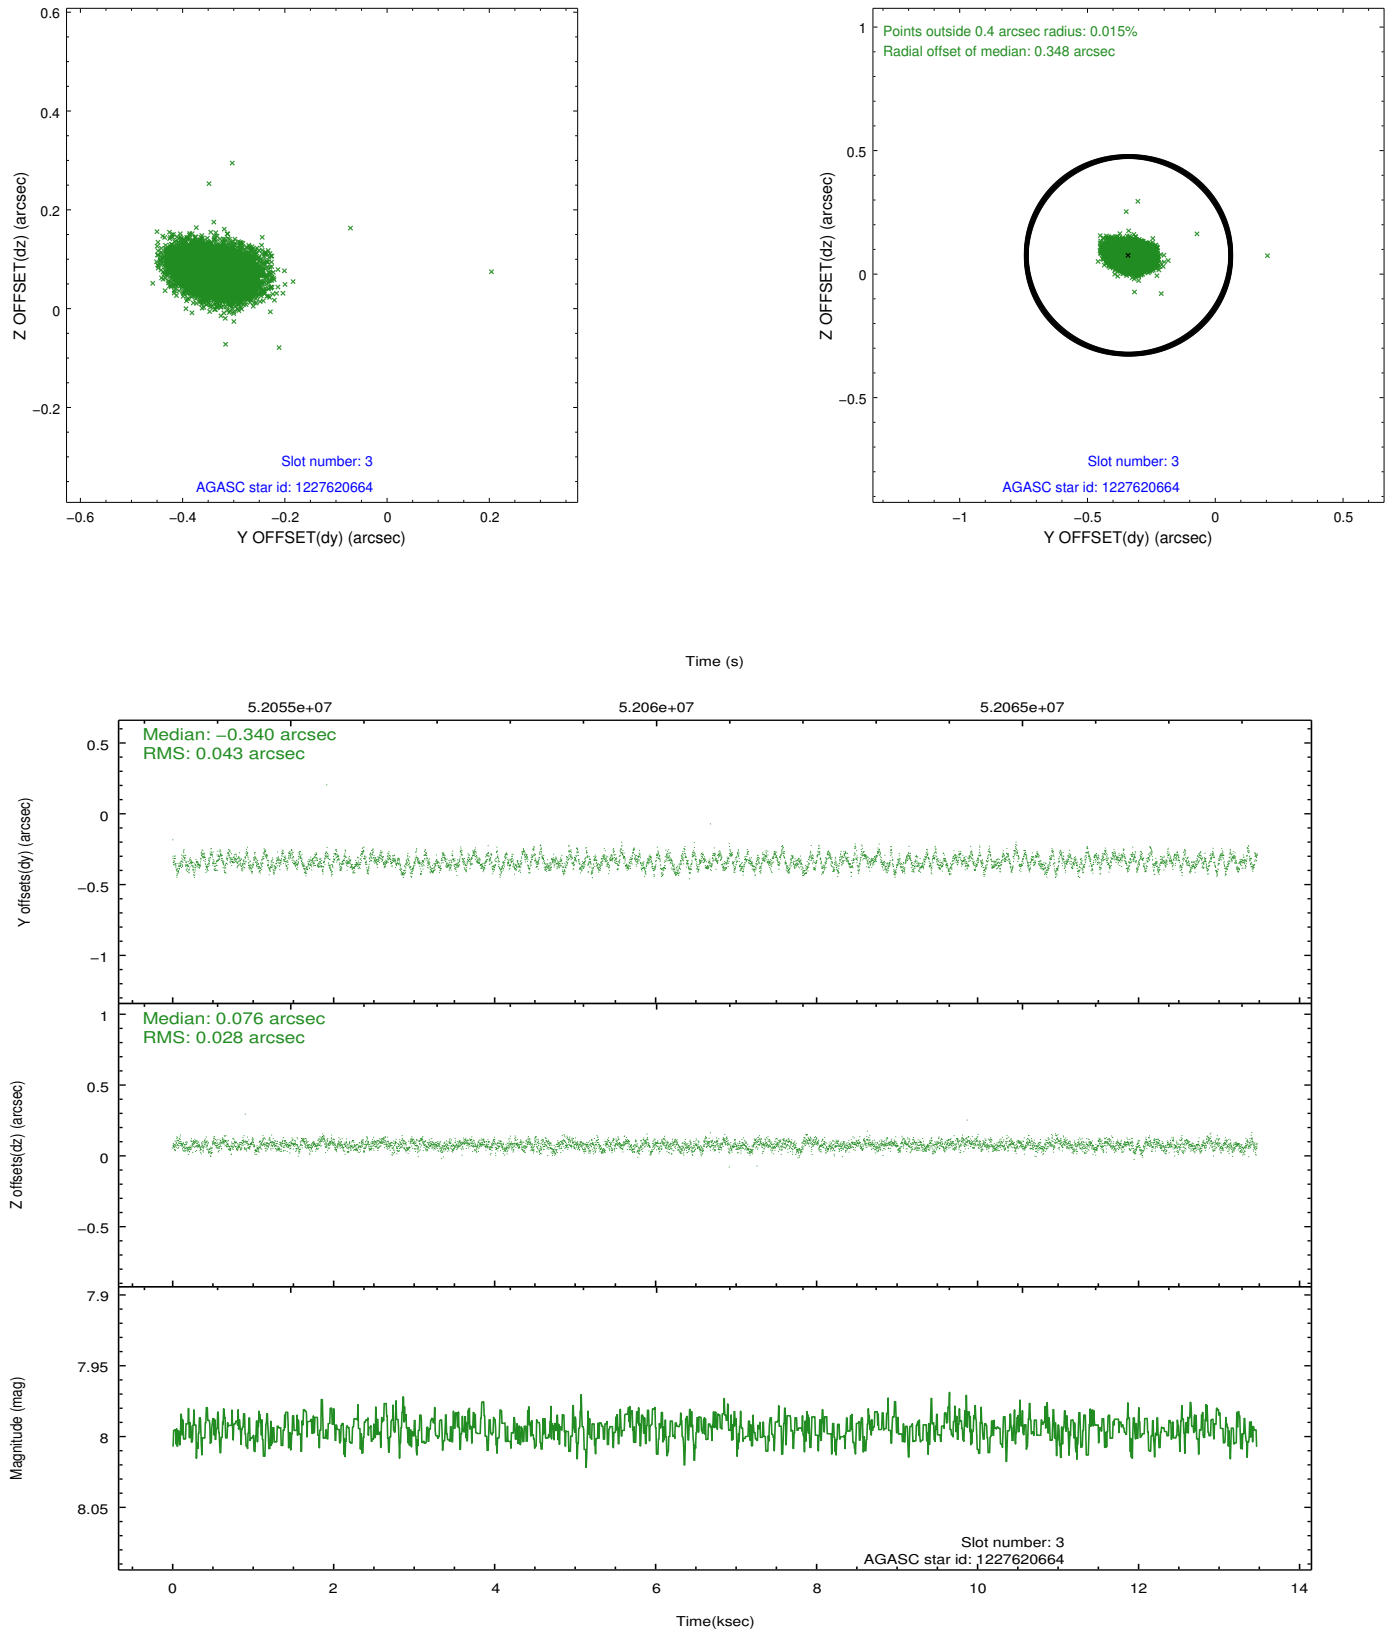 0.6
0.4
0.2
0
−0.2
Z OFFSET(dz) (arcsec)
Slot number: 3
AGASC star id: 1227620664
−0.6 −0.4 −0.2 0 0.2
Y OFFSET(dy) (arcsec)
Points outside 0.4 arcsec radius: 0.015%
Radial offset of median: 0.348 arcsec
1
0.5
0
−0.5
Z OFFSET(dz) (arcsec)
Slot number: 3
AGASC star id: 1227620664
−1 −0.5 0 0.5
Y OFFSET(dy) (arcsec)
Time (s)
5.2055e+07 5.206e+07 5.2065e+07
Median: −0.340 arcsec
RMS: 0.043 arcsec
0.5
0
−0.5
−1
Y offsets(dy) (arcsec)
Median: 0.076 arcsec
RMS: 0.028 arcsec
1
0.5
0
−0.5
Z offsets(dz) (arcsec)
7.9
7.95
8
8.05
Magnitude (mag)
Slot number: 3
AGASC star id: 1227620664
0 2 4 6 8 10 12 14
Time(ksec)